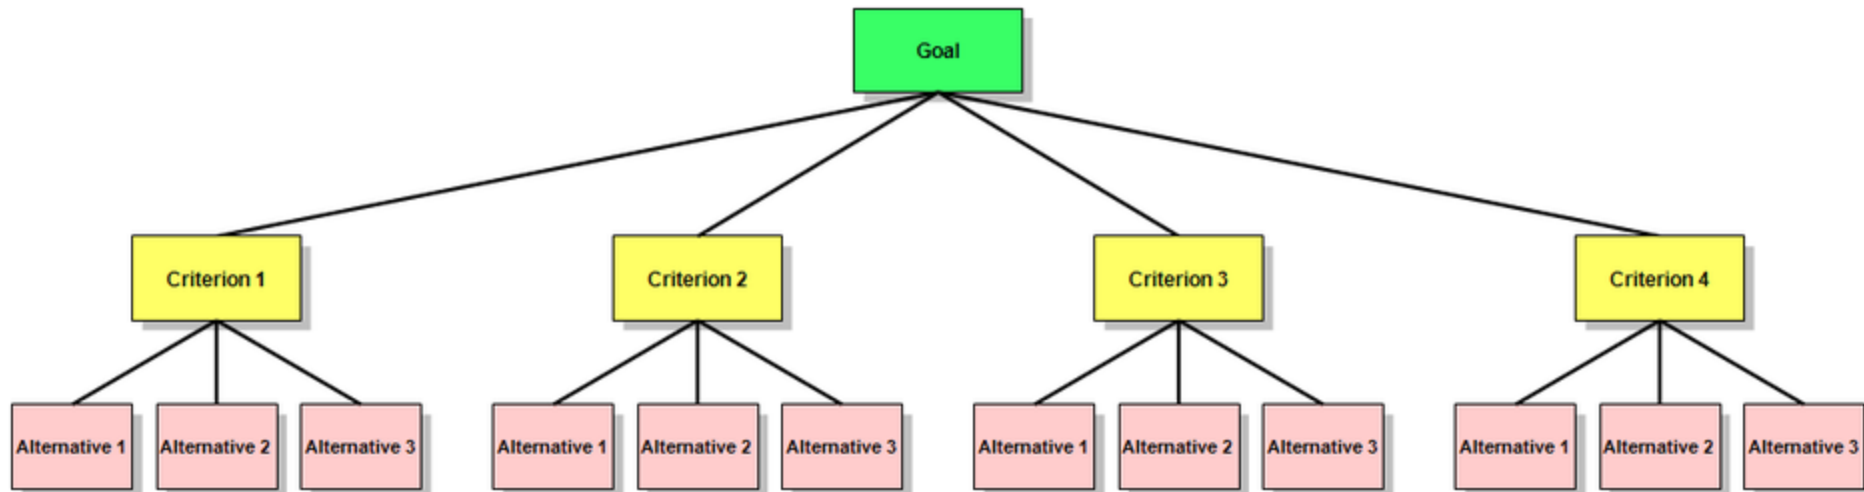 Goal
Criterion 1
Criterion 2
Criterion 3
Criterion 4
Alternative 1
Alternative 2
Alternative 3
Alternative 1
Alternative 2
Alternative 3
Alternative 1
Alternative 2
Alternative 3
Alternative 1
Alternative 2
Alternative 3